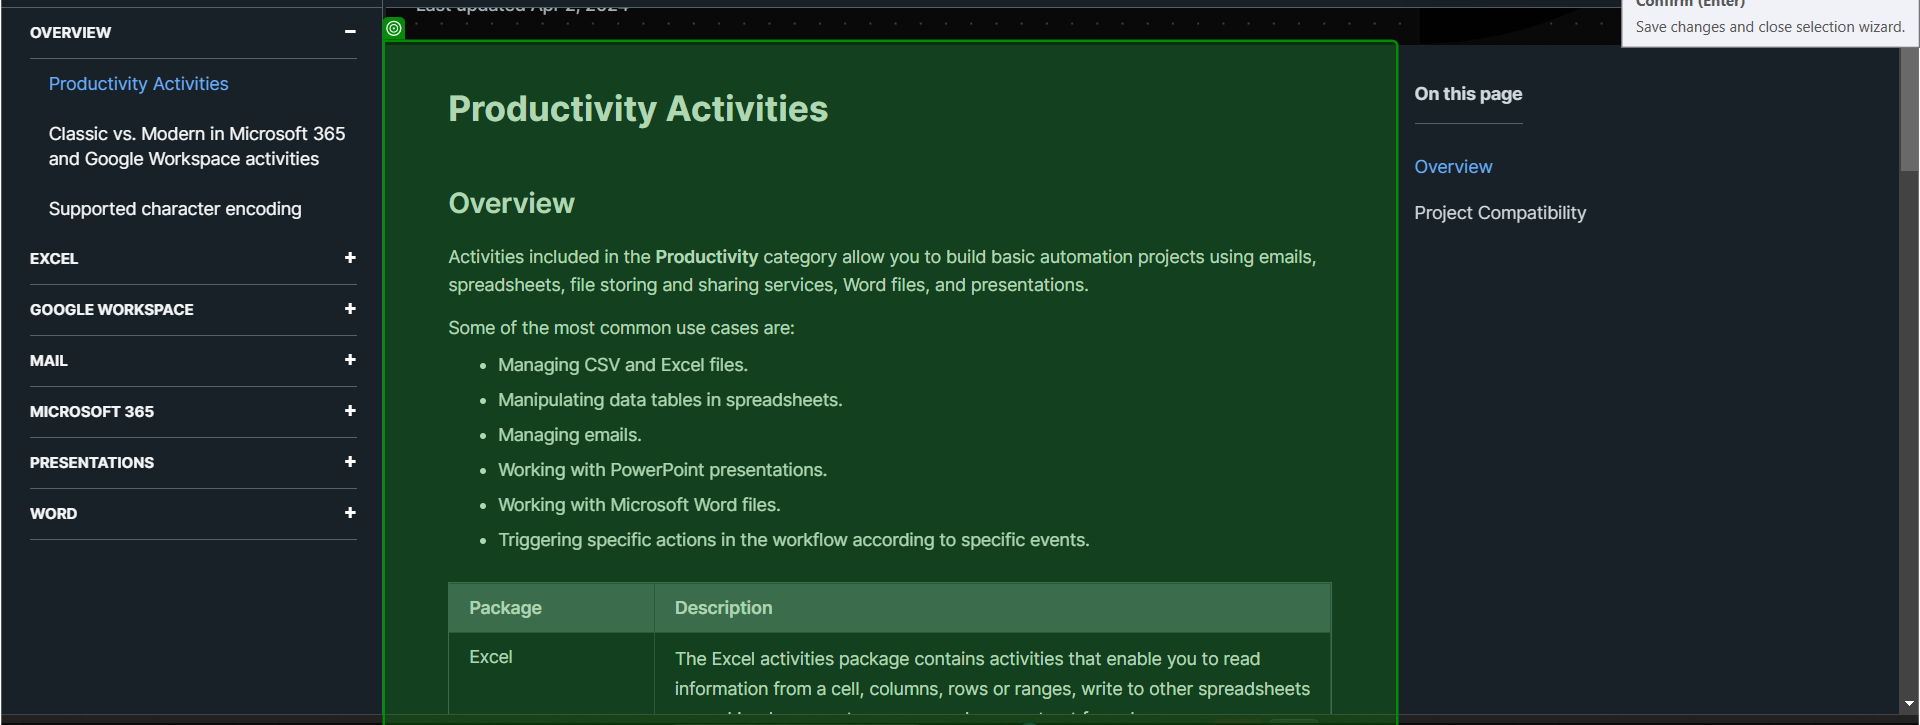 Last updated Apr 2, 2024
Confirm (Enter)
Save changes and close selection wizard.
OVERVIEW
Productivity Activities
Classic vs. Modern in Microsoft 365
and Google Workspace activities
Supported character encoding
EXCEL
GOOGLE WORKSPACE
MAIL
MICROSOFT 365
PRESENTATIONS
WORD
Productivity Activities
Overview
Activities included in the Productivity category allow you to build basic automation projects using emails,
spreadsheets, file storing and sharing services, Word files, and presentations.
Some of the most common use cases are:
• Managing CSV and Excel files.
• Manipulating data tables in spreadsheets.
• Managing emails.
• Working with PowerPoint presentations.
• Working with Microsoft Word files.
• Triggering specific actions in the workflow according to specific events.
Package Description
Excel The Excel activities package contains activities that enable you to read
information from a cell, columns, rows or ranges, write to other spreadsheets
On this page
Overview
Project Compatibility